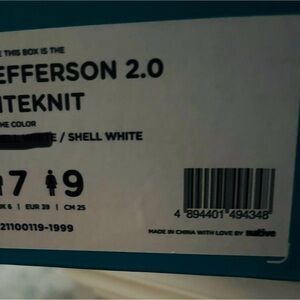 E THIS BOX IS THE
EFFERSON 2.0
ITEKNIT
HE COLOR
/ SHELL WHITE
7 9
K 6 | EUR 39 | CM 25
21100119-1999
4 894401 494348
MADE IN CHINA WITH LOVE BY native